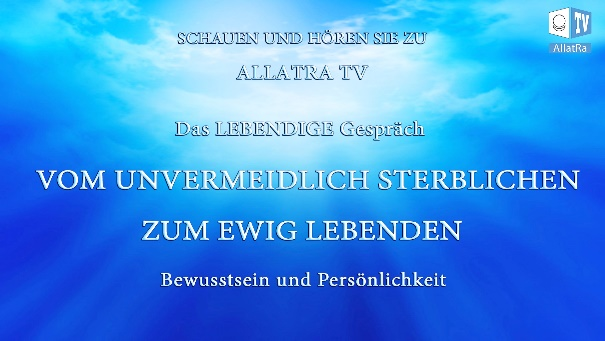 TV
AllatRa
SCHAUEN UND HÖREN SIE ZU
ALLATRA TV
Das LEBENDIGE Gespräch
VOM UNVERMEIDLICH STERBLICHEN
ZUM EWIG LEBENDEN
Bewusstsein und Persönlichkeit